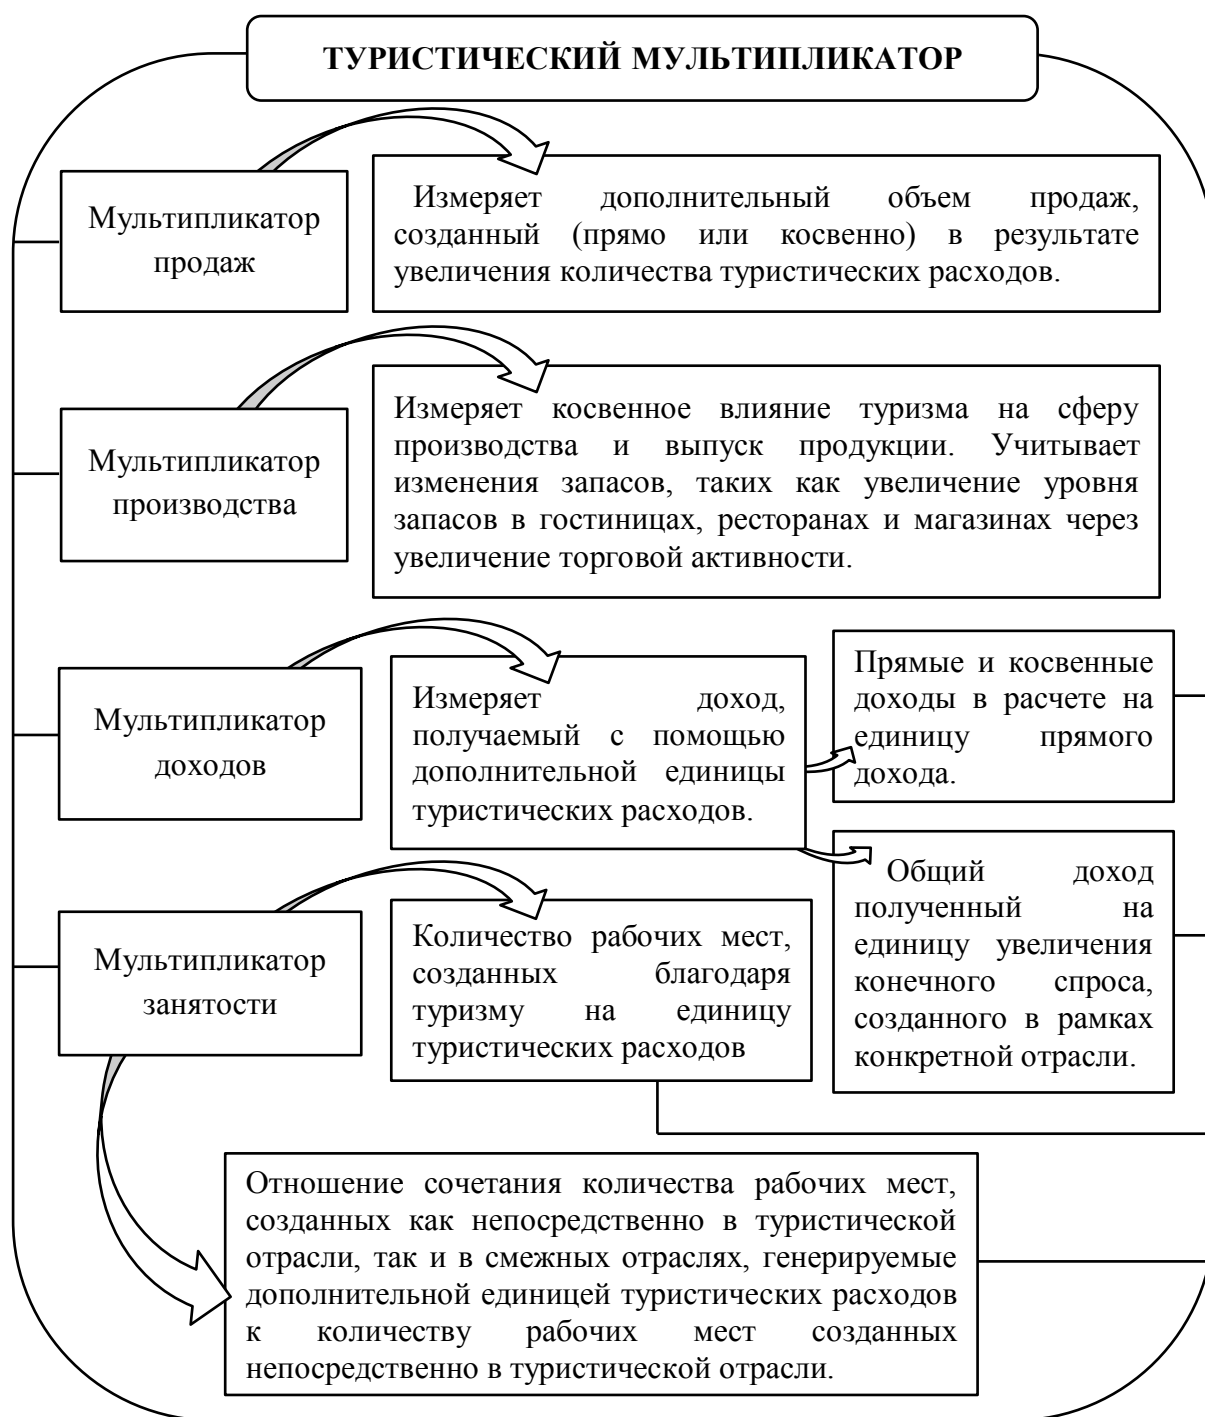 ТУРИСТИЧЕСКИЙ МУЛЬТИПЛИКАТОР
Мультипликатор
продаж
Измеряет дополнительный объем продаж,
созданный (прямо или косвенно) в результате
увеличения количества туристических расходов.
Мультипликатор
производства
Измеряет косвенное влияние туризма на сферу
производства и выпуск продукции. Учитывает
изменения запасов, таких как увеличение уровня
запасов в гостиницах, ресторанах и магазинах через
увеличение торговой активности.
Мультипликатор
доходов
Измеряет доход,
получаемый с помощью
дополнительной единицы
туристических расходов.
Прямые и косвенные
доходы в расчете на
единицу прямого
дохода.
Общий доход
полученный на
единицу увеличения
конечного спроса,
созданного в рамках
конкретной отрасли.
Мультипликатор
занятости
Количество рабочих мест,
созданных благодаря
туризму на единицу
туристических расходов
Отношение сочетания количества рабочих мест,
созданных как непосредственно в туристической
отрасли, так и в смежных отраслях, генерируемые
дополнительной единицей туристических расходов
к количеству рабочих мест созданных
непосредственно в туристической отрасли.